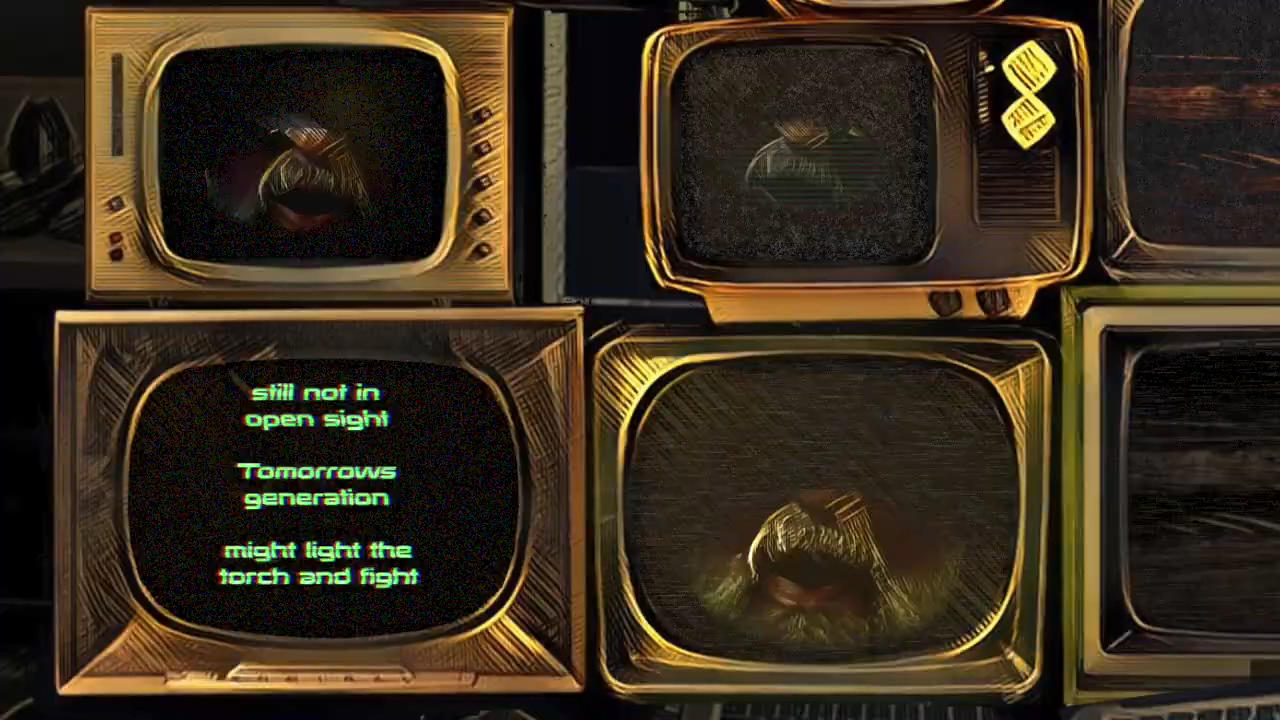 still not in
open sight
Tomorrows
generation
might light the
torch and fight